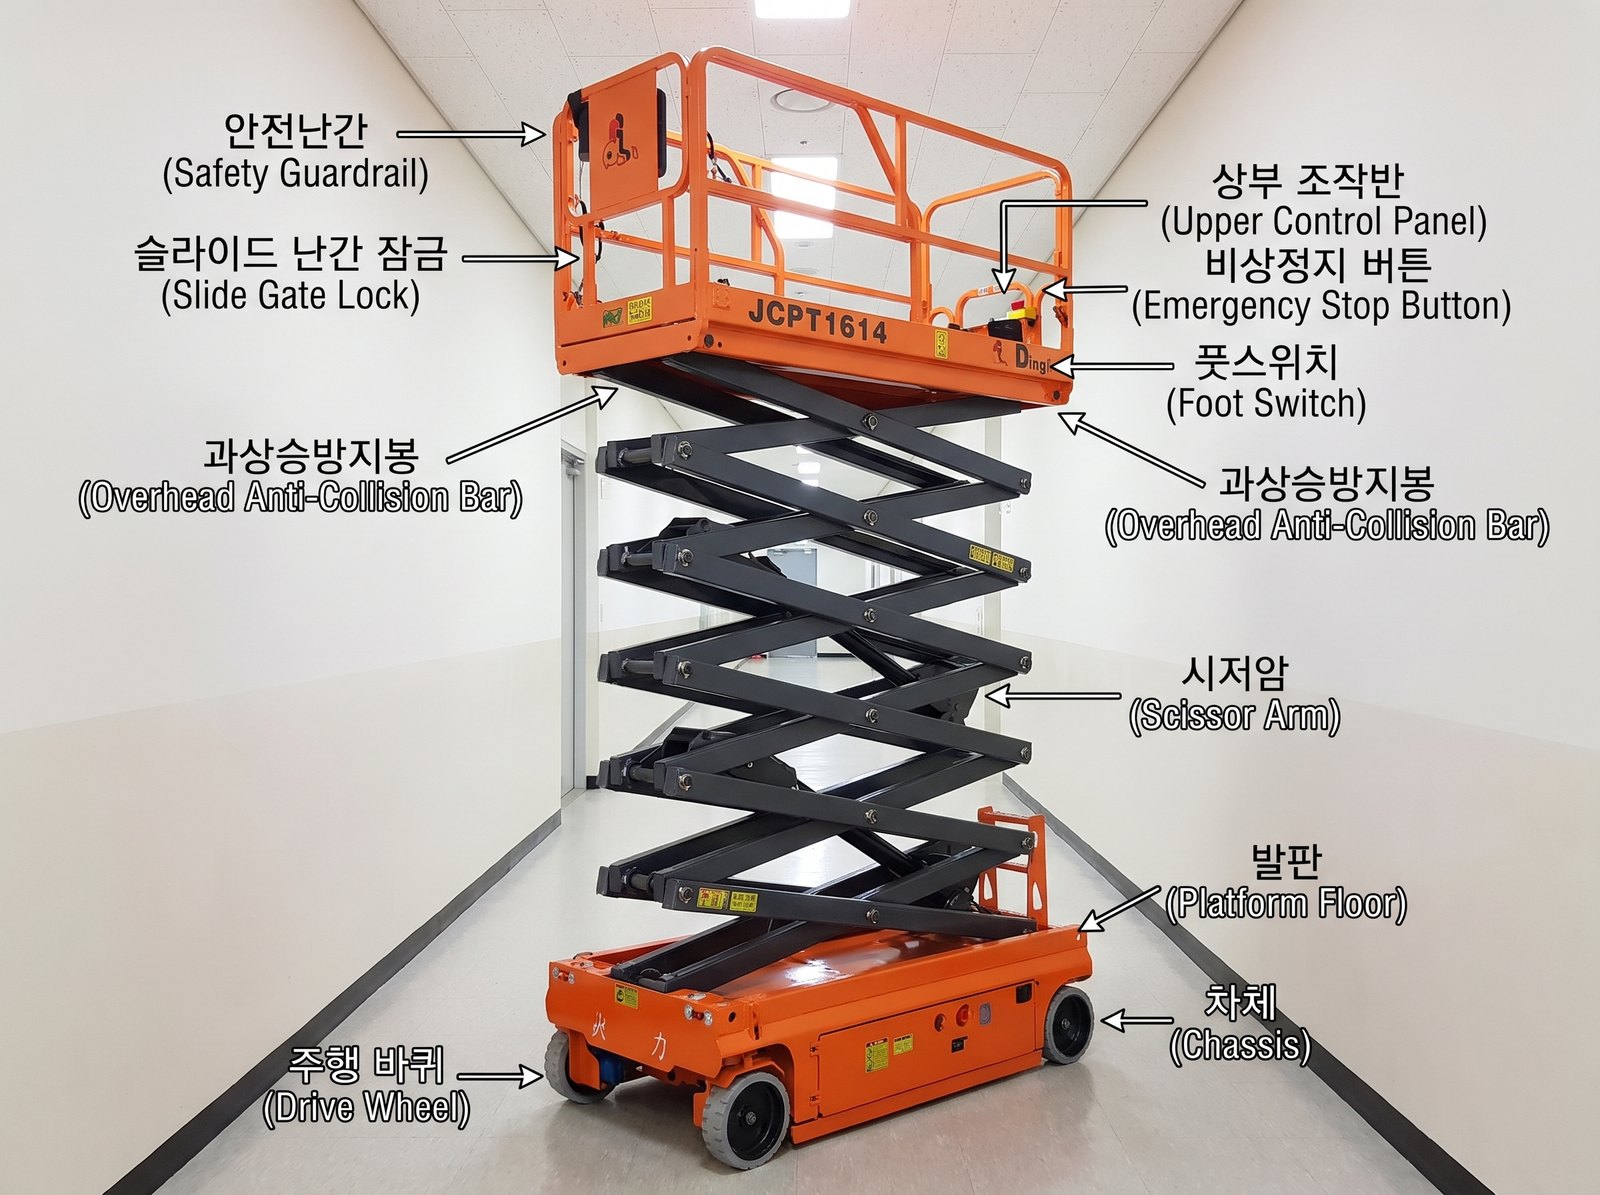 안전난간
(Safety Guardrail)
슬라이드 난간 잠금
(Slide Gate Lock)
과상승방지봉
(Overhead Anti-Collision Bar)
주행 바퀴
(Drive Wheel)
JCPT1614
Dingl
火 力
상부 조작반
(Upper Control Panel)
비상정지 버튼
(Emergency Stop Button)
풋스위치
(Foot Switch)
과상승방지봉
(Overhead Anti-Collision Bar)
시저암
(Scissor Arm)
발판
(Platform Floor)
차체
(Chassis)